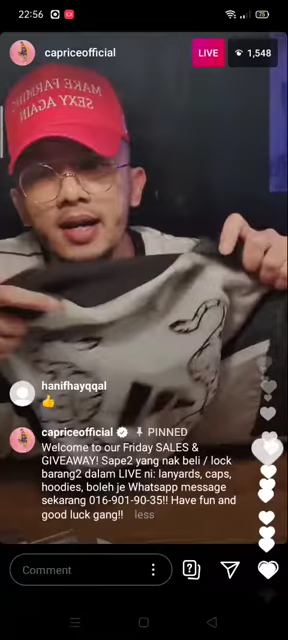 22:56
75
capriceofficial
LIVE
1,548
MAKE FARMING
SEXY AGAIN
hanifhayqqal
👍
capriceofficial PINNED
Welcome to our Friday SALES &
GIVEAWAY! Sape2 yang nak beli / lock
barang2 dalam LIVE ni: lanyards, caps,
hoodies, boleh je Whatsapp message
sekarang 016-901-90-35!! Have fun and
good luck gang!! less
Comment